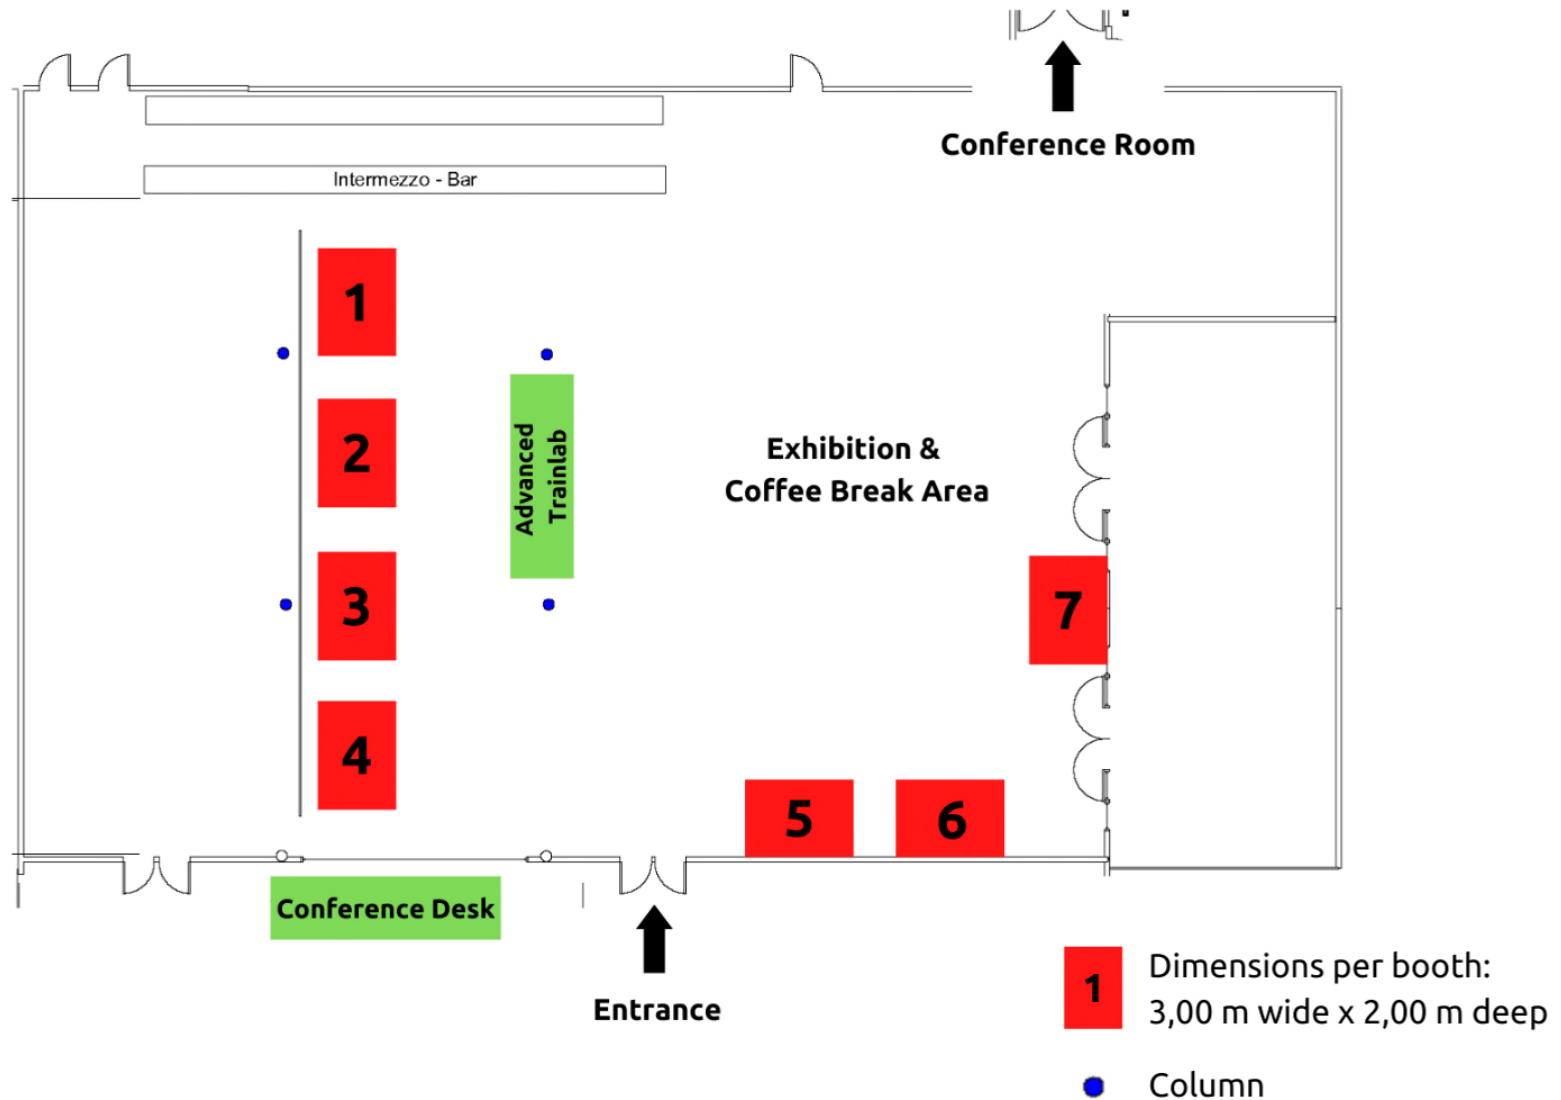 Conference Room
Intermezzo - Bar
1
2
3
4
Advanced
Trainlab
Exhibition &
Coffee Break Area
7
5
6
Conference Desk
Entrance
1
Dimensions per booth:
3,00 m wide x 2,00 m deep
Column